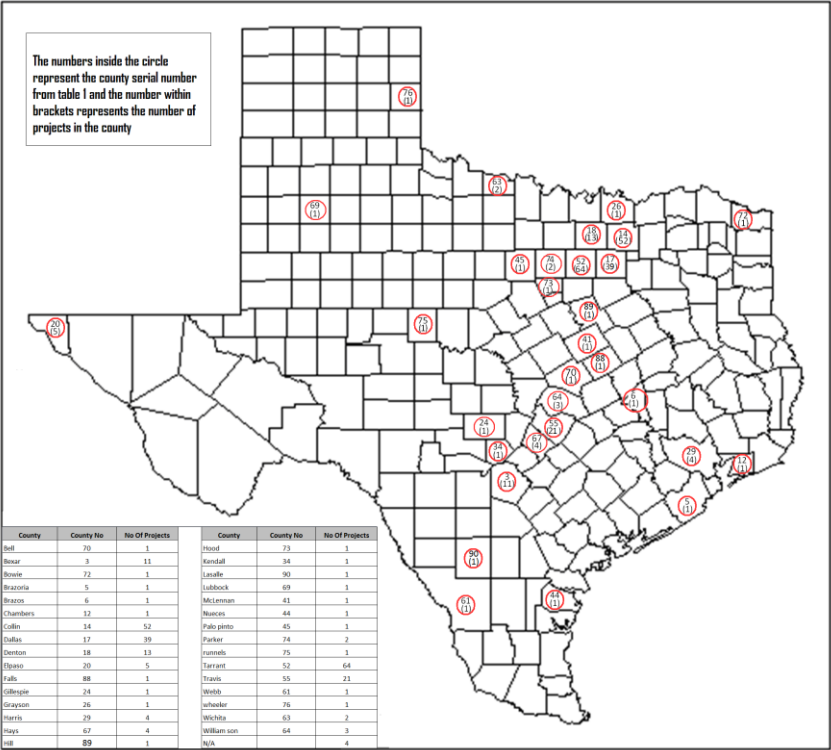 The numbers inside the circle
represent the county serial number
from table 1 and the number within
brackets represents the number of
projects in the county
76
(1)
63
(2)
69
(1)
26
(1)
72
(1)
18
(13)
14
(52)
45
(1)
74
(2)
52
(64)
17
(39)
73
(1)
89
(1)
20
(5)
75
(1)
41
(1)
88
(1)
70
(1)
64
(3)
6
(1)
24
(1)
55
(21)
67
(4)
34
(1)
29
(4)
12
(1)
3
(11)
5
(1)
90
(1)
61
(1)
44
(1)
County County No No Of Projects
Bell 70 1
Bexar 3 11
Bowie 72 1
Brazoria 5 1
Brazos 6 1
Chambers 12 1
Collin 14 52
Dallas 17 39
Denton 18 13
Elpaso 20 5
Falls 88 1
Gillespie 24 1
Grayson 26 1
Harris 29 4
Hays 67 4
Hill 89 1
County County No No Of Projects
Hood 73 1
Kendall 34 1
Lasalle 90 1
Lubbock 69 1
McLennan 41 1
Nueces 44 1
Palo pinto 45 1
Parker 74 2
runnels 75 1
Tarrant 52 64
Travis 55 21
Webb 61 1
wheeler 76 1
Wichita 63 2
William son 64 3
N/A 4